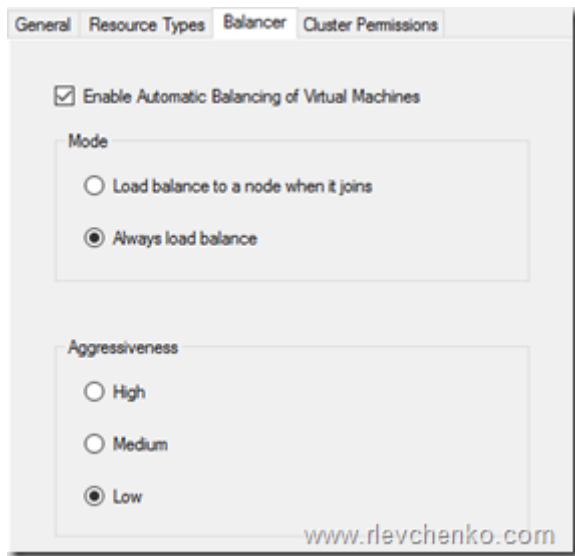 General Resource Types Balancer Cluster Permissions
Enable Automatic Balancing of Virtual Machines
Mode
Load balance to a node when it joins
Always load balance
Aggressiveness
High
Medium
Low
www.rlevchenko.com